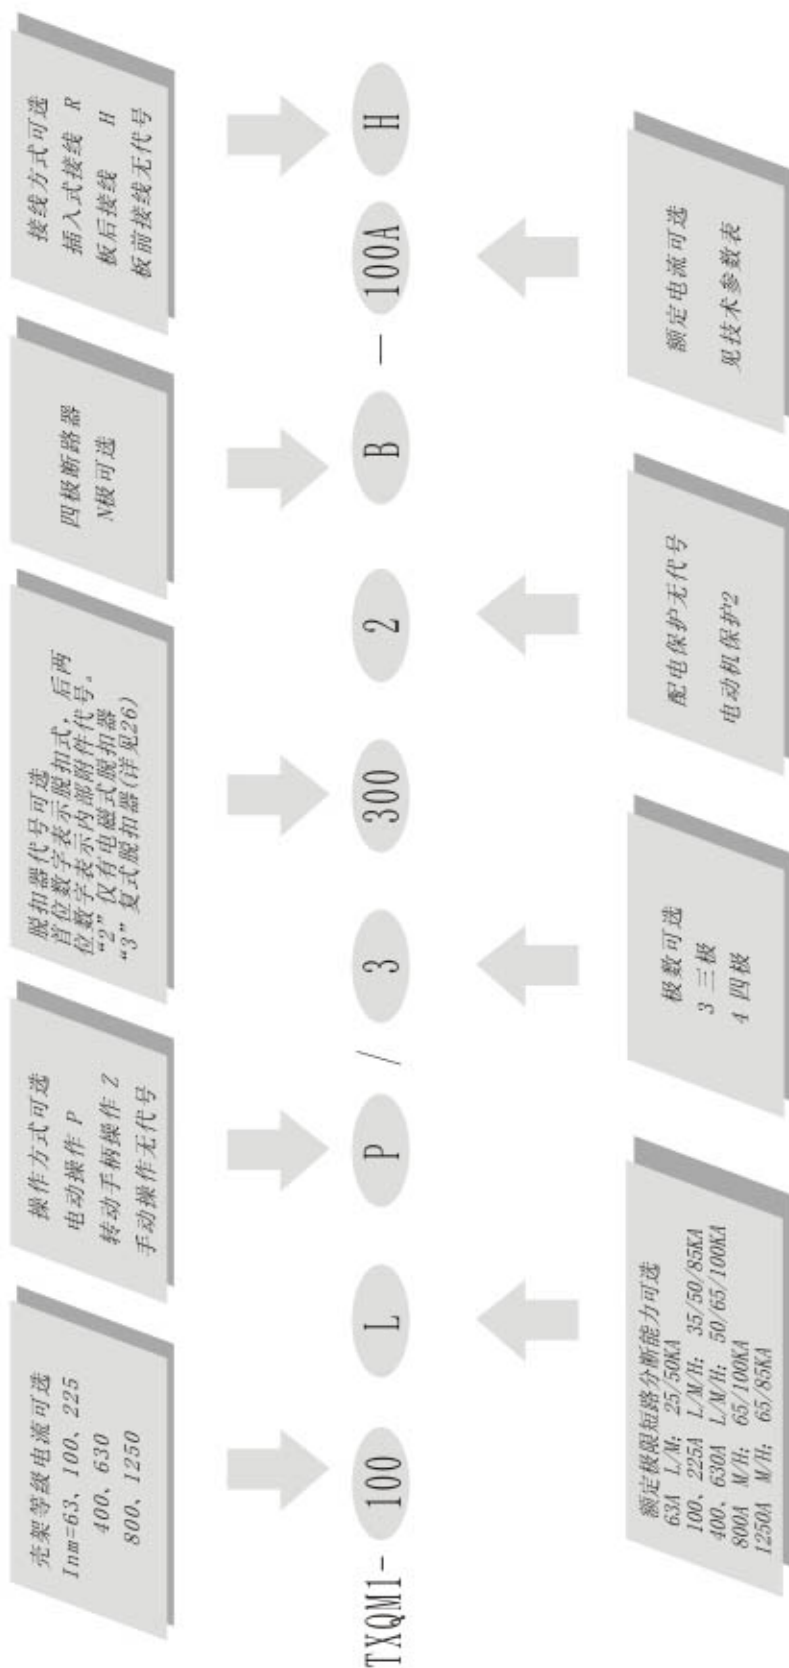 壳架等级电流可选
Inm=63、100、225
400、630
800、1250
操作方式可选
电动操作 P
转动手柄操作 Z
手动操作无代号
脱扣器代号可选
首位数字表示脱扣式，后两
位数字表示内部附件代号。
“2”仅有电磁式脱扣器
“3”复式脱扣器(详见26)
四极断路器
N极可选
接线方式可选
插入式接线 R
板后接线 H
板前接线无代号
TXQM1- 100 L P / 3 300 2 B — 100A H
额定极限短路分断能力可选
63A L/M: 25/50KA
100、225A L/M/H: 35/50/85KA
400、630A L/M/H: 50/65/100KA
800A M/H: 65/100KA
1250A M/H: 65/85KA
极数可选
3 三极
4 四极
配电保护无代号
电动机保护2
额定电流可选
见技术参数表